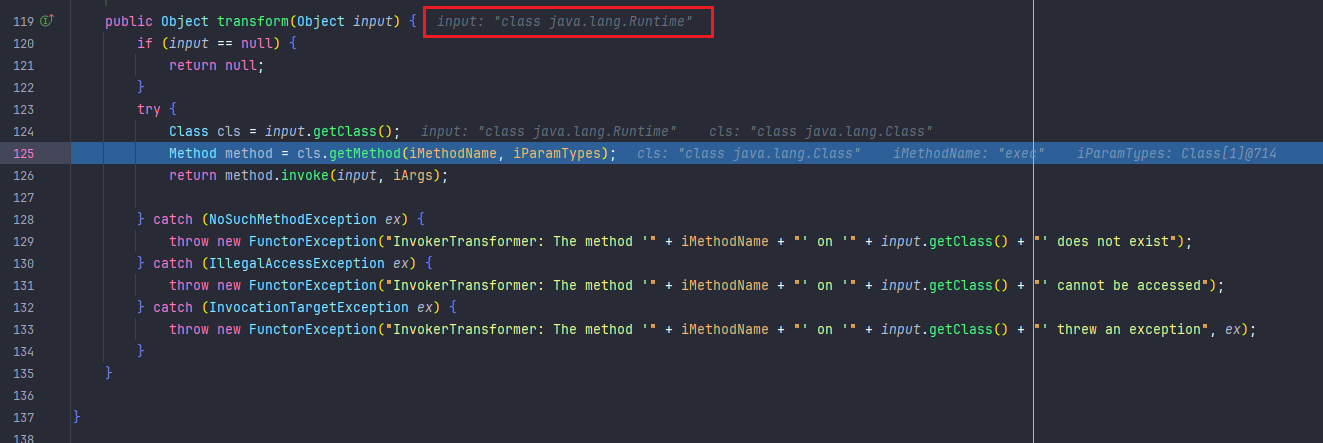 119 public Object transform(Object input) { input: "class java.lang.Runtime"
120 if (input == null) {
121 return null;
122 }
123 try {
124 Class cls = input.getClass(); input: "class java.lang.Runtime" cls: "class java.lang.Class"
125 Method method = cls.getMethod(iMethodName, iParamTypes); cls: "class java.lang.Class" iMethodName: "exec" iParamTypes: Class[1]@714
126 return method.invoke(input, iArgs);
127
128 } catch (NoSuchMethodException ex) {
129 throw new FunctorException("InvokerTransformer: The method '" + iMethodName + "' on '" + input.getClass() + "' does not exist");
130 } catch (IllegalAccessException ex) {
131 throw new FunctorException("InvokerTransformer: The method '" + iMethodName + "' on '" + input.getClass() + "' cannot be accessed");
132 } catch (InvocationTargetException ex) {
133 throw new FunctorException("InvokerTransformer: The method '" + iMethodName + "' on '" + input.getClass() + "' threw an exception", ex);
134 }
135 }
136
137 }
138